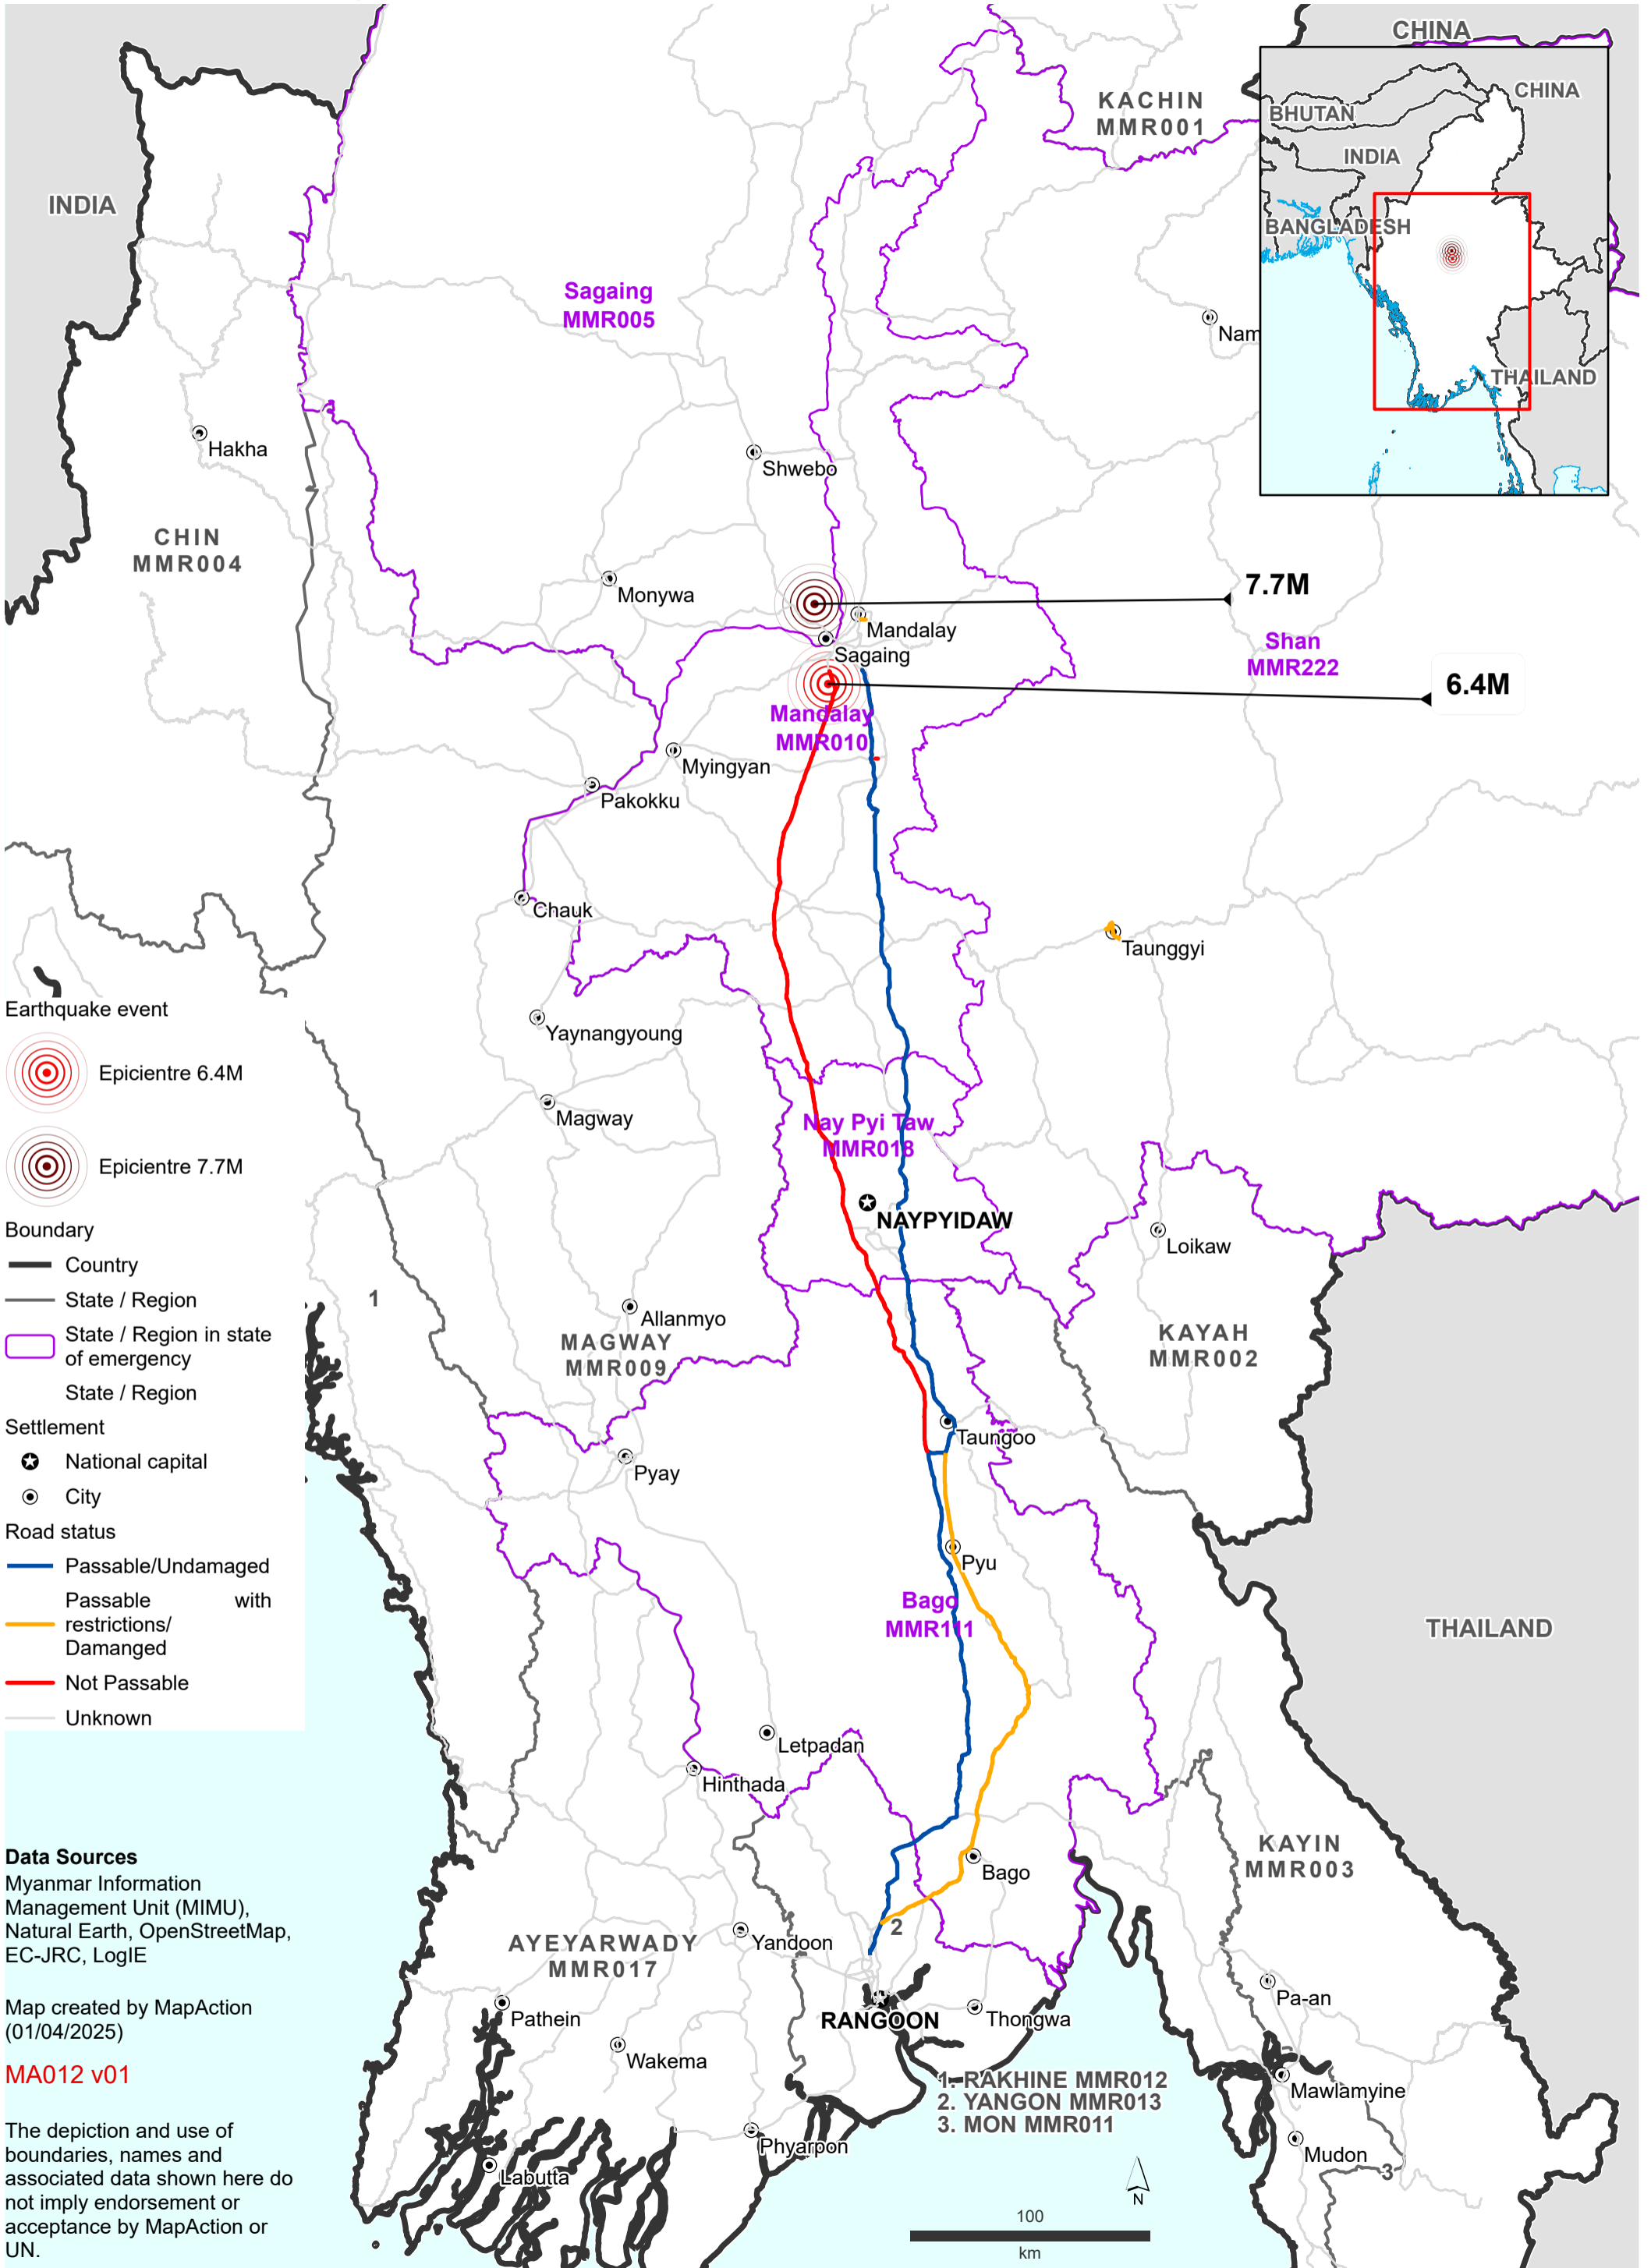 CHINA
KACHIN
MMR001
CHINA
BHUTAN
INDIA
INDIA
BANGLADESH
THAILAND
Sagaing
MMR005
Hakha
Shwebo
CHIN
MMR004
Monywa
7.7M
Mandalay
Sagaing
Shan
MMR222
6.4M
Mandalay
MMR010
Myingyan
Pakokku
Chauk
Taunggyi
Yaynangyoung
Magway
Nay Pyi Taw
MMR018
NAYPYIDAW
Loikaw
1
Allanmyo
MAGWAY
MMR009
KAYAH
MMR002
Taungoo
Pyay
Pyu
Bago
MMR111
THAILAND
Letpadan
Hinthada
KAYIN
MMR003
Bago
2
AYEYARWADY
MMR017
Yandoon
Pa-an
Pathein
RANGOON
Thongwa
Wakema
1. RAKHINE MMR012
2. YANGON MMR013
3. MON MMR011
Mawlamyine
Phyarpon
Mudon
3
Labutta
N
100
km
INDIA
Nam
Earthquake event
Epicientre 6.4M
Epicientre 7.7M
Boundary
Country
State / Region
State / Region in state
of emergency
State / Region
Settlement
National capital
City
Road status
Passable/Undamaged
Passable with
restrictions/
Damanged
Not Passable
Unknown
Data Sources
Myanmar Information
Management Unit (MIMU),
Natural Earth, OpenStreetMap,
EC-JRC, LogIE
Map created by MapAction
(01/04/2025)
MA012 v01
The depiction and use of
boundaries, names and
associated data shown here do
not imply endorsement or
acceptance by MapAction or
UN.